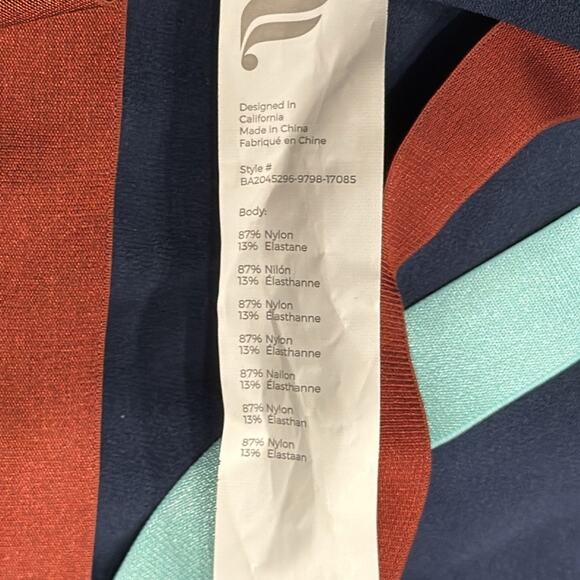 Designed in
California
Made in China
Fabriqué en Chine
Style #
BA2045296-9798-17085
Body:
87% Nylon
13% Elastane
87% Nilón
13% Élasthanne
87% Nylon
13% Élasthanne
87% Nylon
13% Élasthanne
87% Nailon
13% Élasthanne
87% Nylon
13% Elasthan
87% Nylon
13% Elastaan